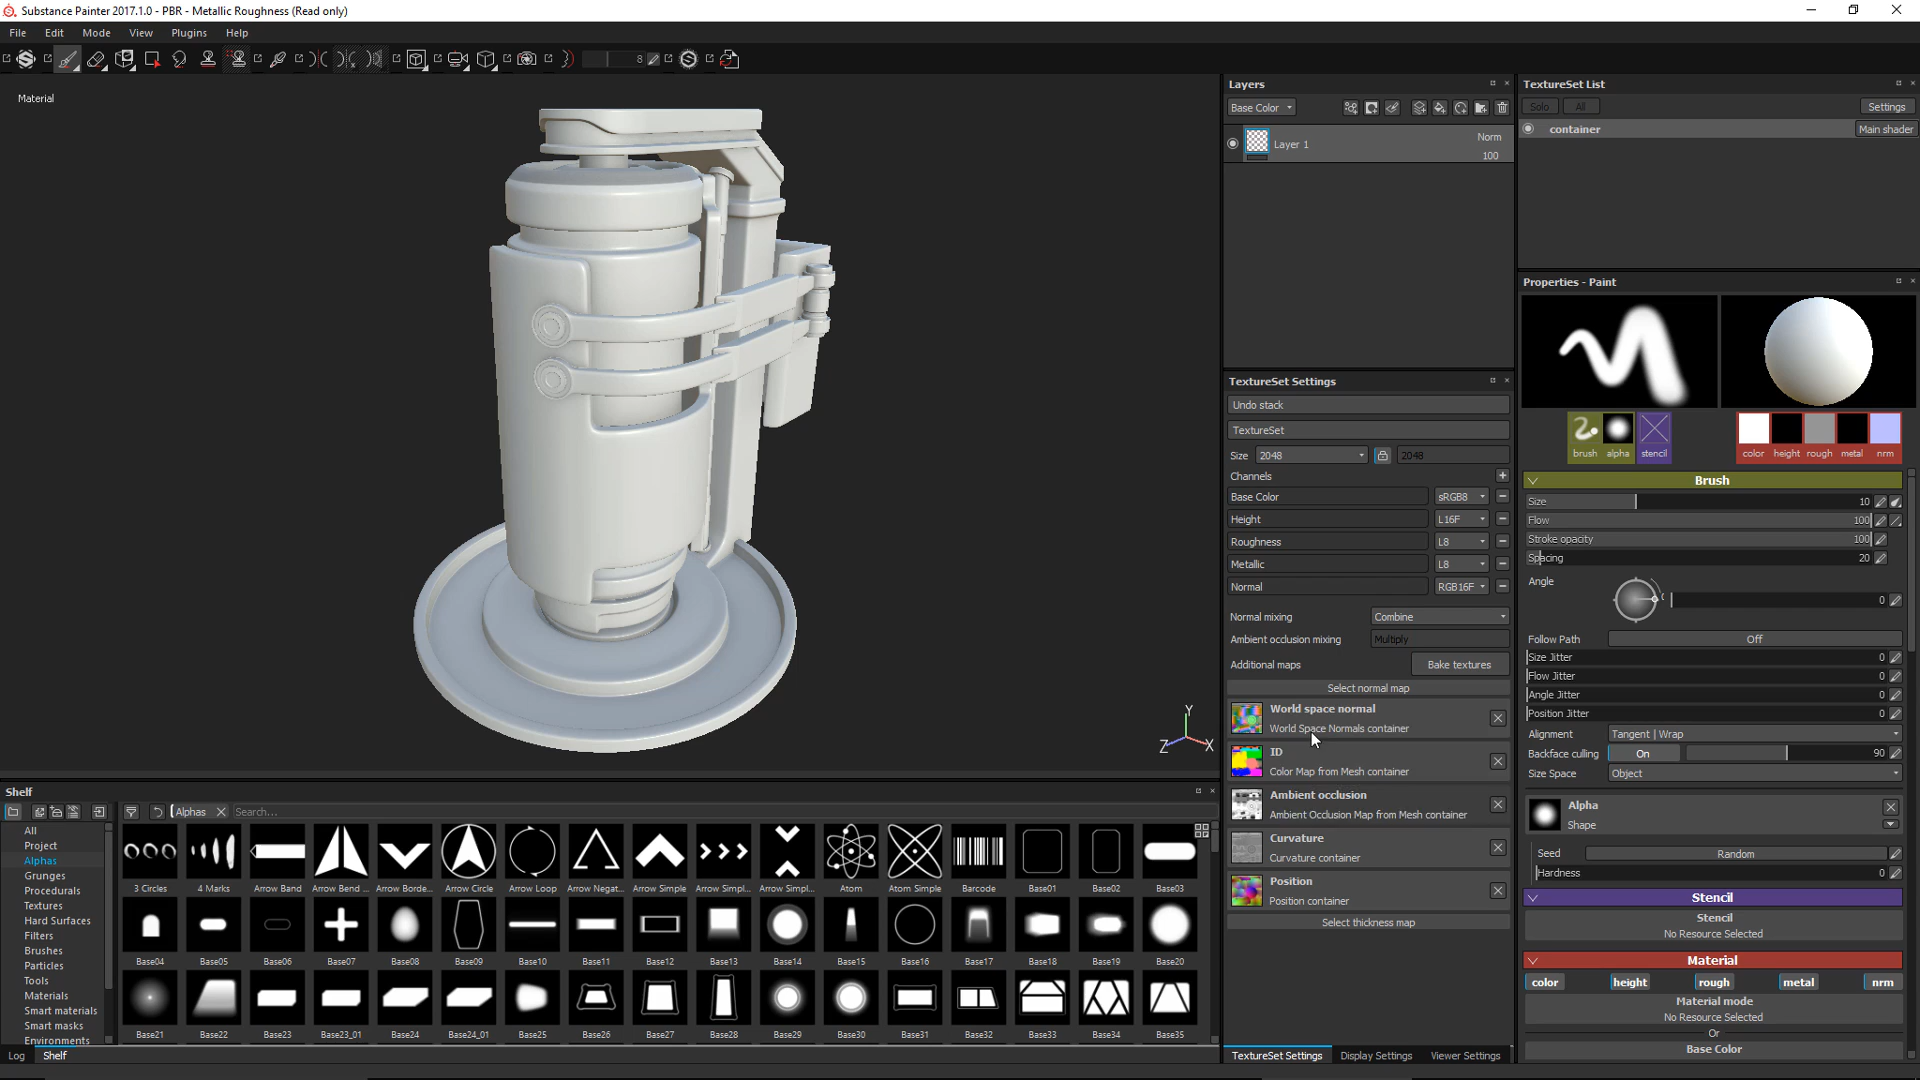 Substance Painter 2017.1.0 - PBR - Metallic Roughness (Read only)
File Edit Mode View Plugins Help
8
Material
Layers
Base Color
Layer 1 Norm
100
TextureSet List
Solo All Settings
container Main shader
TextureSet Settings
Undo stack
TextureSet
Size 2048 2048
Channels
Base Color sRGB8
Height L16F
Roughness L8
Metallic L8
Normal RGB16F
Normal mixing Combine
Ambient occlusion mixing Multiply
Additional maps Bake textures
Select normal map
World space normal
World Space Normals container
ID
Color Map from Mesh container
Ambient occlusion
Ambient Occlusion Map from Mesh container
Curvature
Curvature container
Position
Position container
Select thickness map
TextureSet Settings Display Settings Viewer Settings
Properties - Paint
brush alpha stencil color height rough metal nrm
Brush
Size 10
Flow 100
Stroke opacity 100
Spacing 20
Angle
0
Follow Path Off
Size Jitter 0
Flow Jitter 0
Angle Jitter 0
Position Jitter 0
Alignment Tangent | Wrap
Backface culling On 90
Size Space Object
Alpha
Shape
Seed Random
Hardness 0
Stencil
Stencil
No Resource Selected
Material
color height rough metal nrm
Material mode
No Resource Selected
Or
Base Color
Y
Z X
Shelf
Alphas Search...
All
Project
Alphas
Grunges
Procedurals
Textures
Hard Surfaces
Filters
Brushes
Particles
Tools
Materials
Smart materials
Smart masks
Environments
3 Circles 4 Marks Arrow Band Arrow Bend ... Arrow Borde... Arrow Circle Arrow Loop Arrow Negat... Arrow Simple Arrow Simpl... Arrow Simpl... Atom Atom Simple Barcode Base01 Base02 Base03
Base04 Base05 Base06 Base07 Base08 Base09 Base10 Base11 Base12 Base13 Base14 Base15 Base16 Base17 Base18 Base19 Base20
Base21 Base22 Base23 Base23_01 Base24 Base24_01 Base25 Base26 Base27 Base28 Base29 Base30 Base31 Base32 Base33 Base34 Base35
Log Shelf